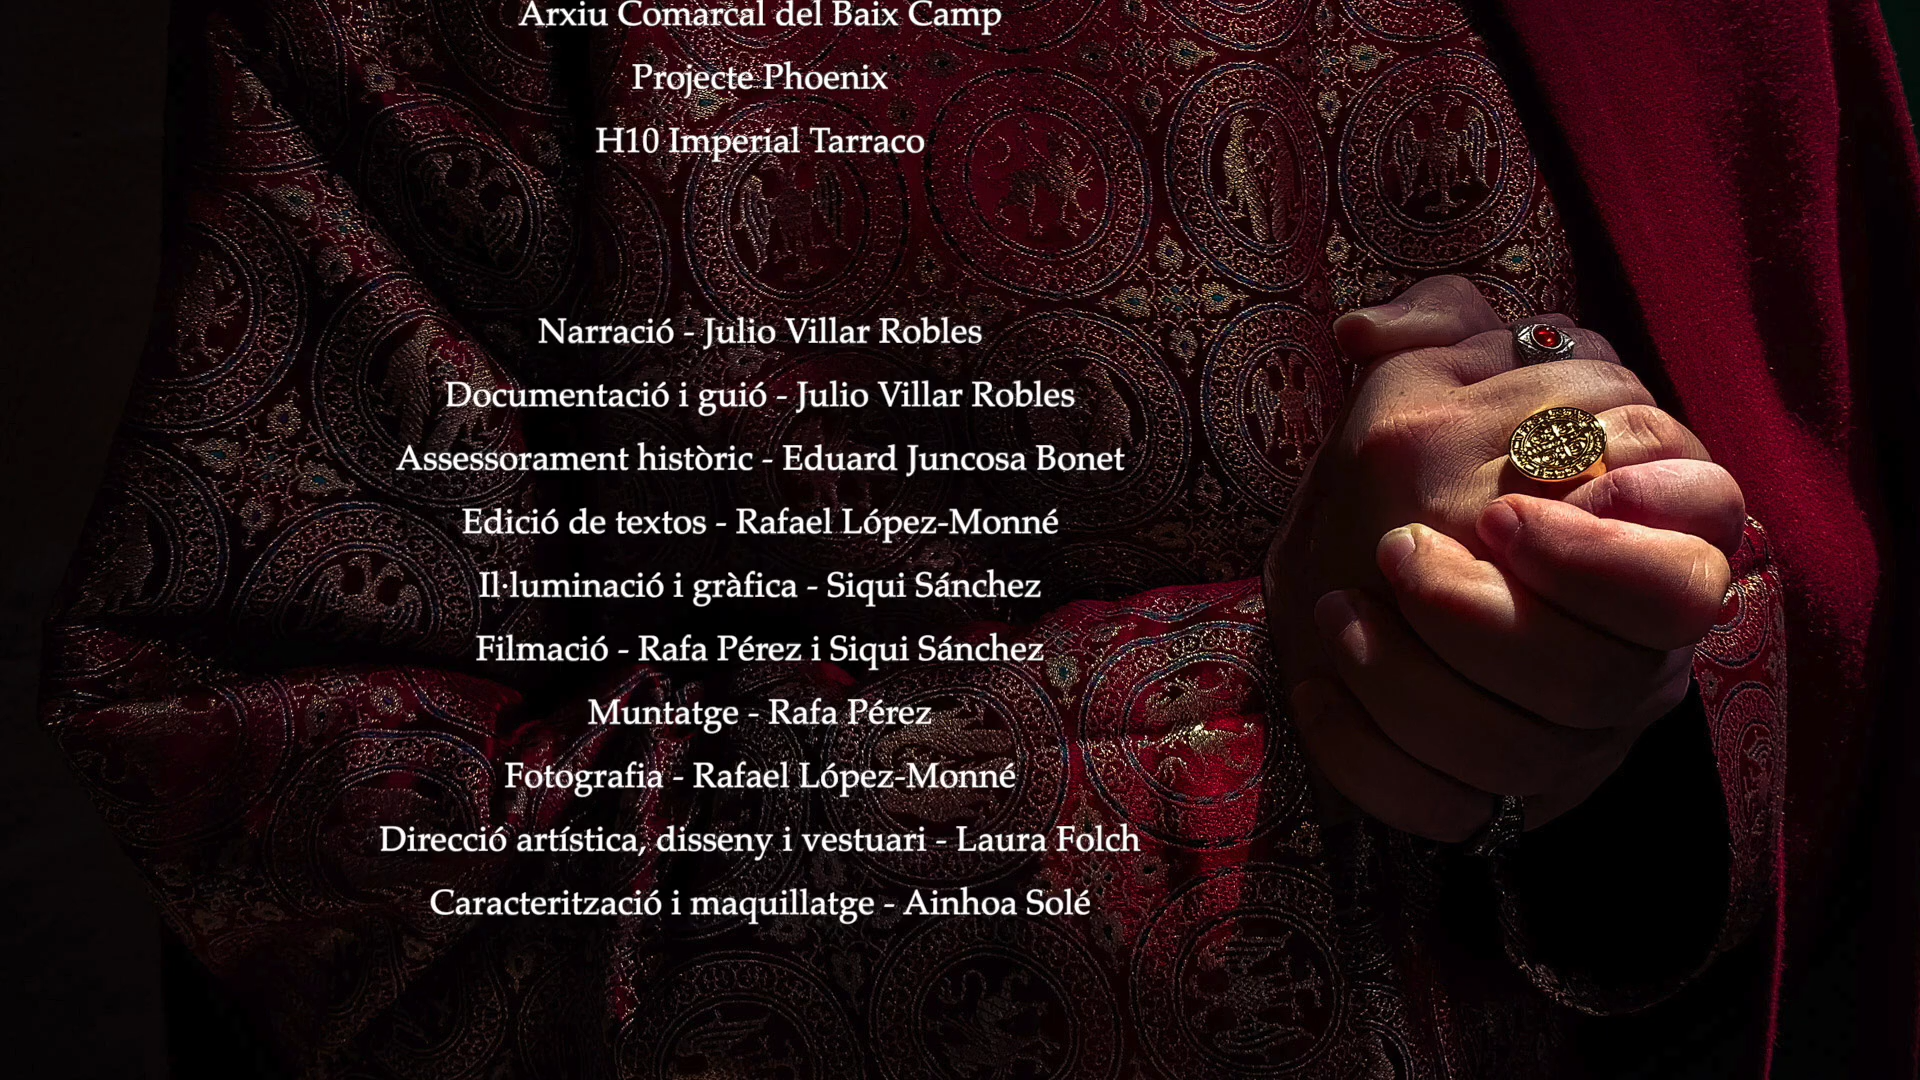 Arxiu Comarcal del Baix Camp
Projecte Phoenix
H10 Imperial Tarraco
Narració - Julio Villar Robles
Documentació i guió - Julio Villar Robles
Assessorament històric - Eduard Juncosa Bonet
Edició de textos - Rafael López-Monné
Il·luminació i gràfica - Siqui Sánchez
Filmació - Rafa Pérez i Siqui Sánchez
Muntatge - Rafa Pérez
Fotografia - Rafael López-Monné
Direcció artística, disseny i vestuari - Laura Folch
Caracterització i maquillatge - Ainhoa Solé